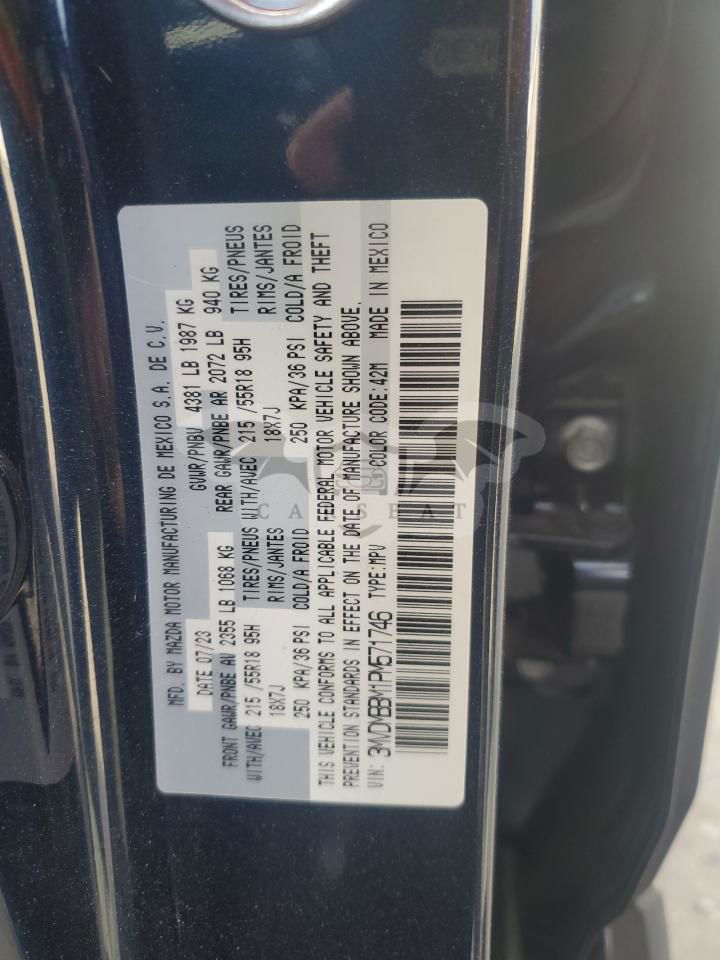 MFD. BY MAZDA MOTOR MANUFACTURING DE MEXICO S.A. DE C.V.
DATE 07/23 GVWR/PNBV 4381 LB 1987 KG
FRONT GAWR/PNBE AV 2355 LB 1068 KG REAR GAWR/PNBE AR 2072 LB 940 KG
WITH/AVEC 215 /55R18 95H TIRES/PNEUS WITH/AVEC 215 /55R18 95H TIRES/PNEUS
18X7J RIMS/JANTES 18X7J RIMS/JANTES
250 KPA/36 PSI COLD/A FROID 250 KPA/36 PSI COLD/A FROID
THIS VEHICLE CONFORMS TO ALL APPLICABLE FEDERAL MOTOR VEHICLE SAFETY AND THEFT
PREVENTION STANDARDS IN EFFECT ON THE DATE OF MANUFACTURE SHOWN ABOVE.
VIN: 3MVDMBBM1PM571746 TYPE:MPV COLOR CODE:42M MADE IN MEXICO
CARSEAT